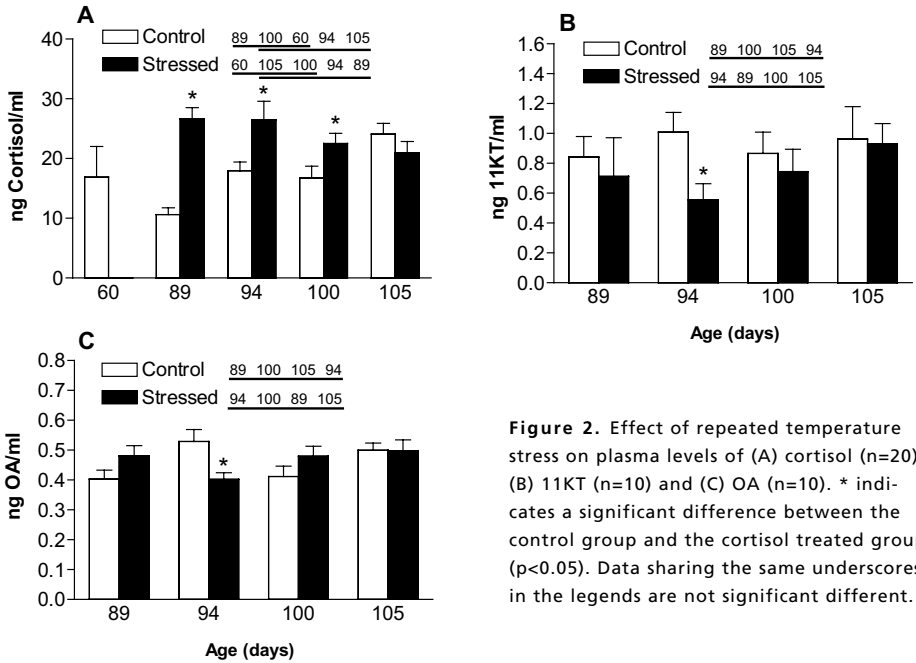 A
ng Cortisol/ml
40
30
20
10
0
Control 89 100 60 94 105
Stressed 60 105 100 94 89
* * *
60 89 94 100 105
B
ng 11KT/ml
1.6
1.4
1.2
1.0
0.8
0.6
0.4
0.2
0.0
Control 89 100 105 94
Stressed 94 89 100 105
*
89 94 100 105
Age (days)
C
ng OA/ml
0.8
0.7
0.6
0.5
0.4
0.3
0.2
0.1
0.0
Control 89 100 105 94
Stressed 94 100 89 105
*
89 94 100 105
Age (days)
Figure 2. Effect of repeated temperature
stress on plasma levels of (A) cortisol (n=20)
(B) 11KT (n=10) and (C) OA (n=10). * indi-
cates a significant difference between the
control group and the cortisol treated group
(p<0.05). Data sharing the same underscores
in the legends are not significant different.